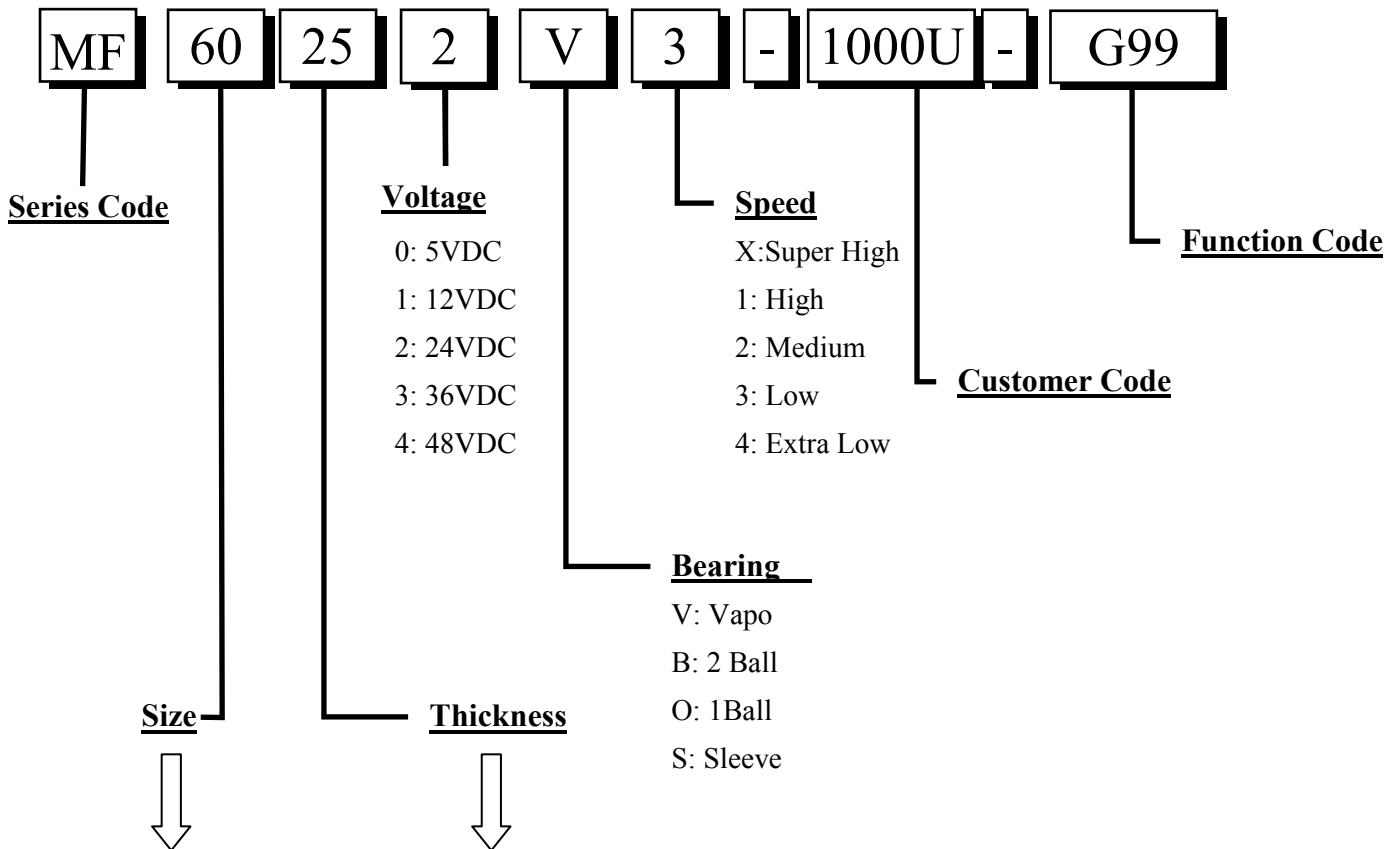 MF 60 25 2 V 3 - 1000U - G99
Series Code
Voltage
0: 5VDC
1: 12VDC
2: 24VDC
3: 36VDC
4: 48VDC
Speed
X:Super High
1: High
2: Medium
3: Low
4: Extra Low
Function Code
Customer Code
Bearing
V: Vapo
B: 2 Ball
O: 1Ball
S: Sleeve
Size
Thickness